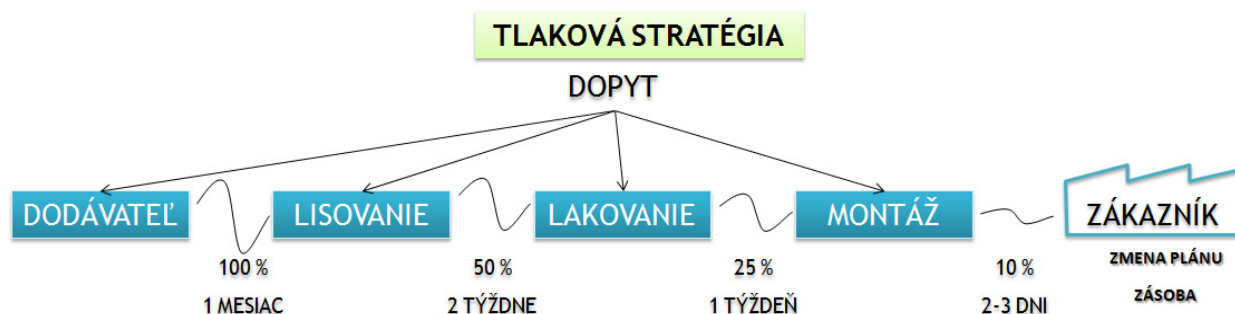 TLAKOVÁ STRATÉGIA
DOPYT
DODÁVATEĽ
LISOVANIE
LAKOVANIE
MONTÁŽ
ZÁKAZNÍK
100 %
50 %
25 %
10 %
ZMENA PLÁNU
1 MESIAC
2 TÝŽDNE
1 TÝŽDEŇ
2-3 DNI
ZÁSOBA